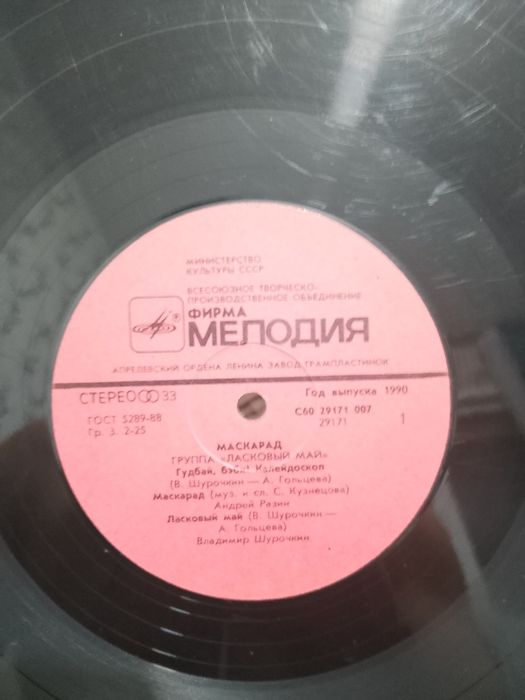 МИНИСТЕРСТВО
КУЛЬТУРЫ СССР
ВСЕСОЮЗНОЕ ТВОРЧЕСКО-
ПРОИЗВОДСТВЕННОЕ ОБЪЕДИНЕНИЕ
® ФИРМА
МЕЛОДИЯ
АПРЕЛЕВСКИЙ ОРДЕНА ЛЕНИНА ЗАВОД ГРАМПЛАСТИНОК
СТЕРЕО 33
Год выпуска 1990
ГОСТ 5289-88
С60 29171 007
Гр. 3. 2-25
29171
1
МАСКАРАД
ГРУППА «ЛАСКОВЫЙ МАЙ»
Гудбай, бэби! Калейдоскоп
(В. Шурочкин — А. Гольцева)
Маскарад (муз. и сл. С. Кузнецова)
Андрей Разин
Ласковый май (В. Шурочкин —
А. Гольцева)
Владимир Шурочкин